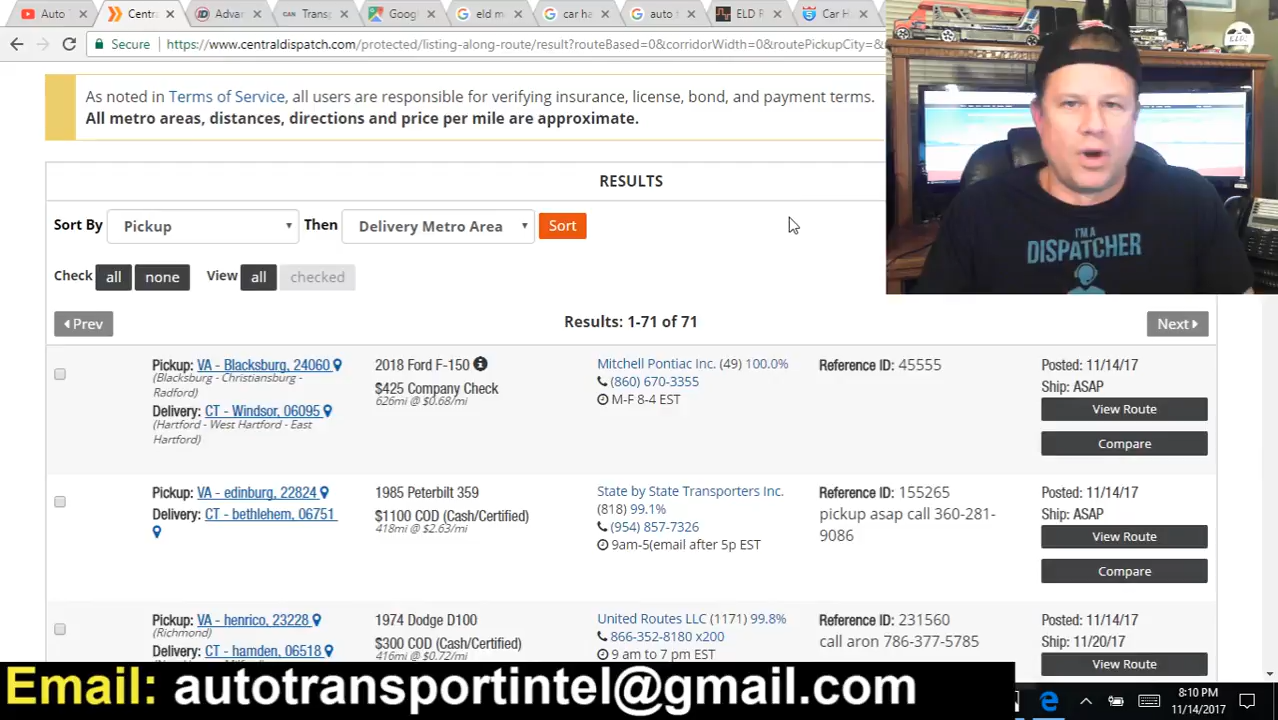 Auto
Centr
Adva
CAN Transp
Goog
eld m
car ha
auto t
ELD R
Car H
Secure https://www.centraldispatch.com/protected/listing-along-route/result?routeBased=0&corridorWidth=0&routePickupCity=&
As noted in Terms of Service, all users are responsible for verifying insurance, license, bond, and payment terms.
All metro areas, distances, directions and price per mile are approximate.
I'M A
DISPATCHER
RESULTS
Sort By Pickup Then Delivery Metro Area Sort
Check all none View all checked
Prev Results: 1-71 of 71 Next
Pickup: VA - Blacksburg, 24060
(Blacksburg - Christiansburg -
Radford)
Delivery: CT - Windsor, 06095
(Hartford - West Hartford - East
Hartford)
2018 Ford F-150
$425 Company Check
626mi @ $0.68/mi
Mitchell Pontiac Inc. (49) 100.0%
(860) 670-3355
M-F 8-4 EST
Reference ID: 45555
Posted: 11/14/17
Ship: ASAP
View Route
Compare
Pickup: VA - edinburg, 22824
Delivery: CT - bethlehem, 06751
1985 Peterbilt 359
$1100 COD (Cash/Certified)
418mi @ $2.63/mi
State by State Transporters Inc.
(818) 99.1%
(954) 857-7326
9am-5(email after 5p EST
Reference ID: 155265
pickup asap call 360-281-
9086
Posted: 11/14/17
Ship: ASAP
View Route
Compare
Pickup: VA - henrico, 23228
(Richmond)
Delivery: CT - hamden, 06518
1974 Dodge D100
$300 COD (Cash/Certified)
416mi @ $0.72/mi
United Routes LLC (1171) 99.8%
866-352-8180 x200
9 am to 7 pm EST
Reference ID: 231560
call aron 786-377-5785
Posted: 11/14/17
Ship: 11/20/17
View Route
Email: autotransportintel@gmail.com
8:10 PM
11/14/2017